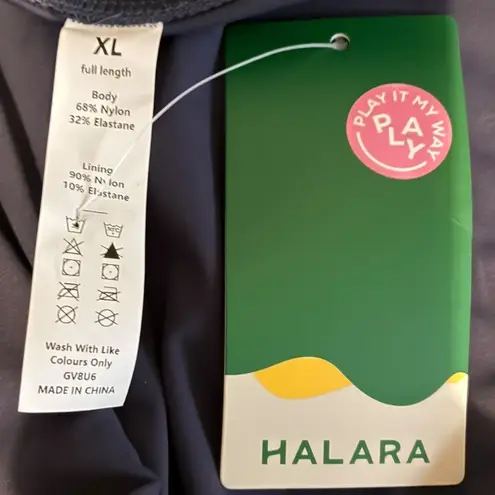 XL
full length
Body
68% Nylon
32% Elastane
Lining
90% Nylon
10% Elastane
Wash With Like
Colours Only
GV8U6
MADE IN CHINA
PLAY IT MY WAY
PLAY
HALARA